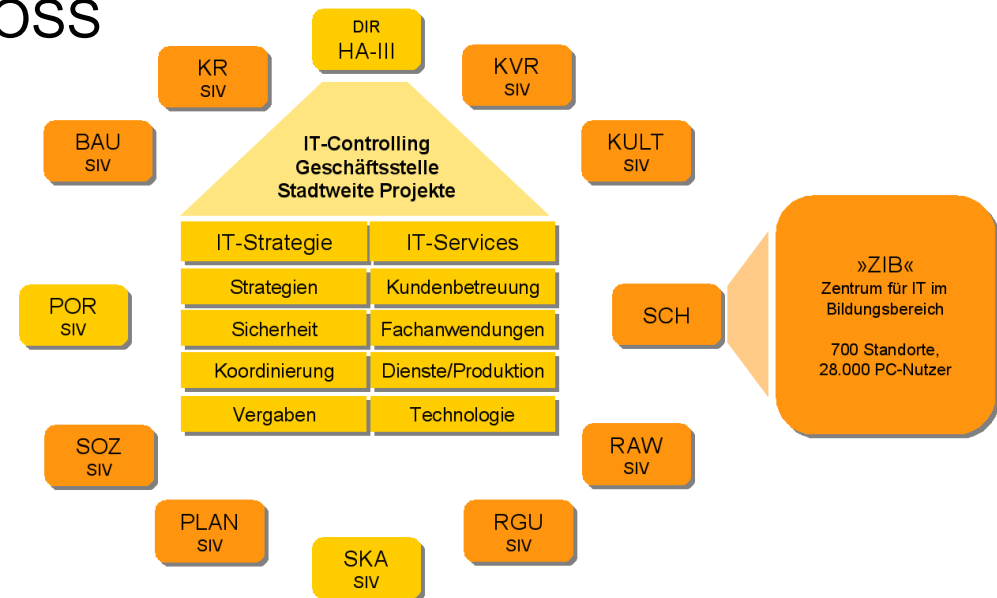 OSS
DIR
HA-III
KR
SIV
KVR
SIV
BAU
SIV
KULT
SIV
IT-Controlling
Geschäftsstelle
Stadtweite Projekte
IT-Strategie
IT-Services
Strategien
Kundenbetreuung
Sicherheit
Fachanwendungen
Koordinierung
Dienste/Produktion
Vergaben
Technologie
POR
SIV
SCH
»ZIB«
Zentrum für IT im
Bildungsbereich
700 Standorte,
28.000 PC-Nutzer
SOZ
SIV
RAW
SIV
PLAN
SIV
RGU
SIV
SKA
SIV